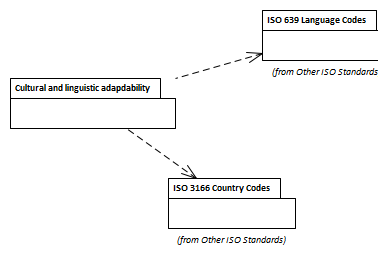 ISO 639 Language Codes
(from Other ISO Standards
Cultural and linguistic adapdability
ISO 3166 Country Codes
(from Other ISO Standards)